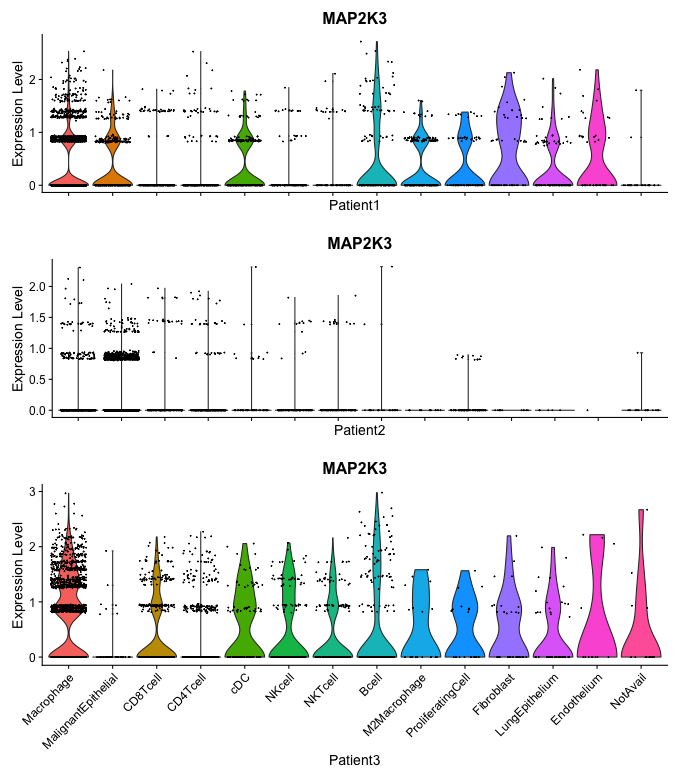 MAP2K3
Expression Level
2
1
0
Patient1
MAP2K3
Expression Level
2.0
1.5
1.0
0.5
0.0
Patient2
MAP2K3
Expression Level
3
2
1
0
Macrophage
MalignantEpithelial
CD8Tcell
CD4Tcell
cDC
NKcell
NKTcell
Bcell
M2Macrophage
ProliferatingCell
Fibroblast
LungEpithelium
Endothelium
NotAvail
Patient3